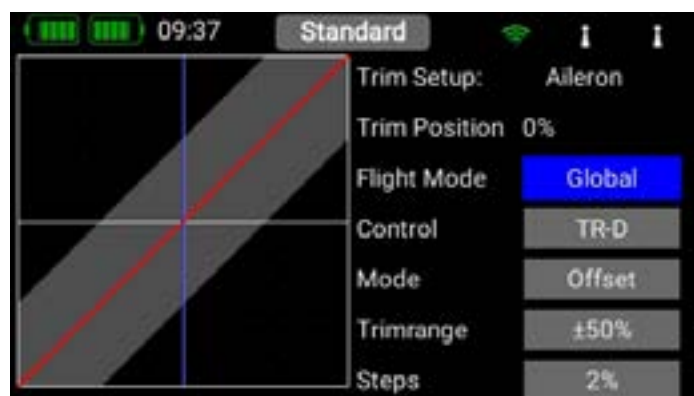 09:37 Standard
Trim Setup: Aileron
Trim Position 0%
Flight Mode Global
Control TR-D
Mode Offset
Trimrange ±50%
Steps 2%